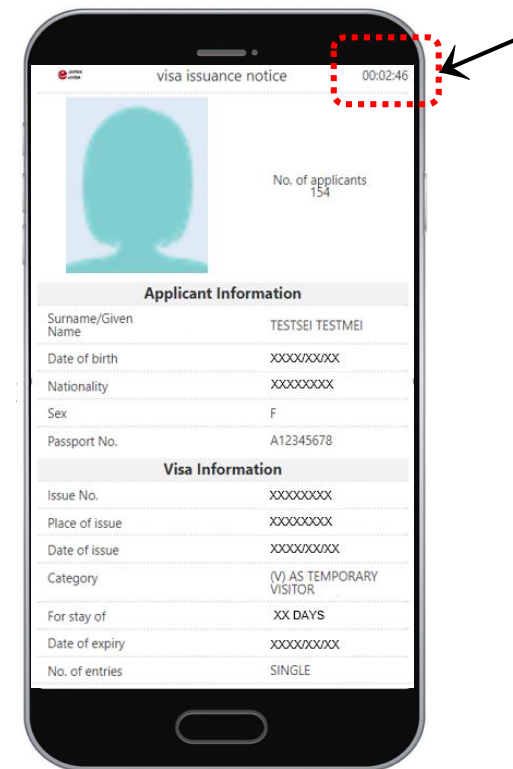 JAPAN
eVISA
visa issuance notice 00:02:46
No. of applicants
154
Applicant Information
Surname/Given
Name TESTSEI TESTMEI
Date of birth XXXX/XX/XX
Nationality XXXXXXXX
Sex F
Passport No. A12345678
Visa Information
Issue No. XXXXXXXX
Place of issue XXXXXXXX
Date of issue XXXX/XX/XX
Category (V) AS TEMPORARY
VISITOR
For stay of XX DAYS
Date of expiry XXXX/XX/XX
No. of entries SINGLE